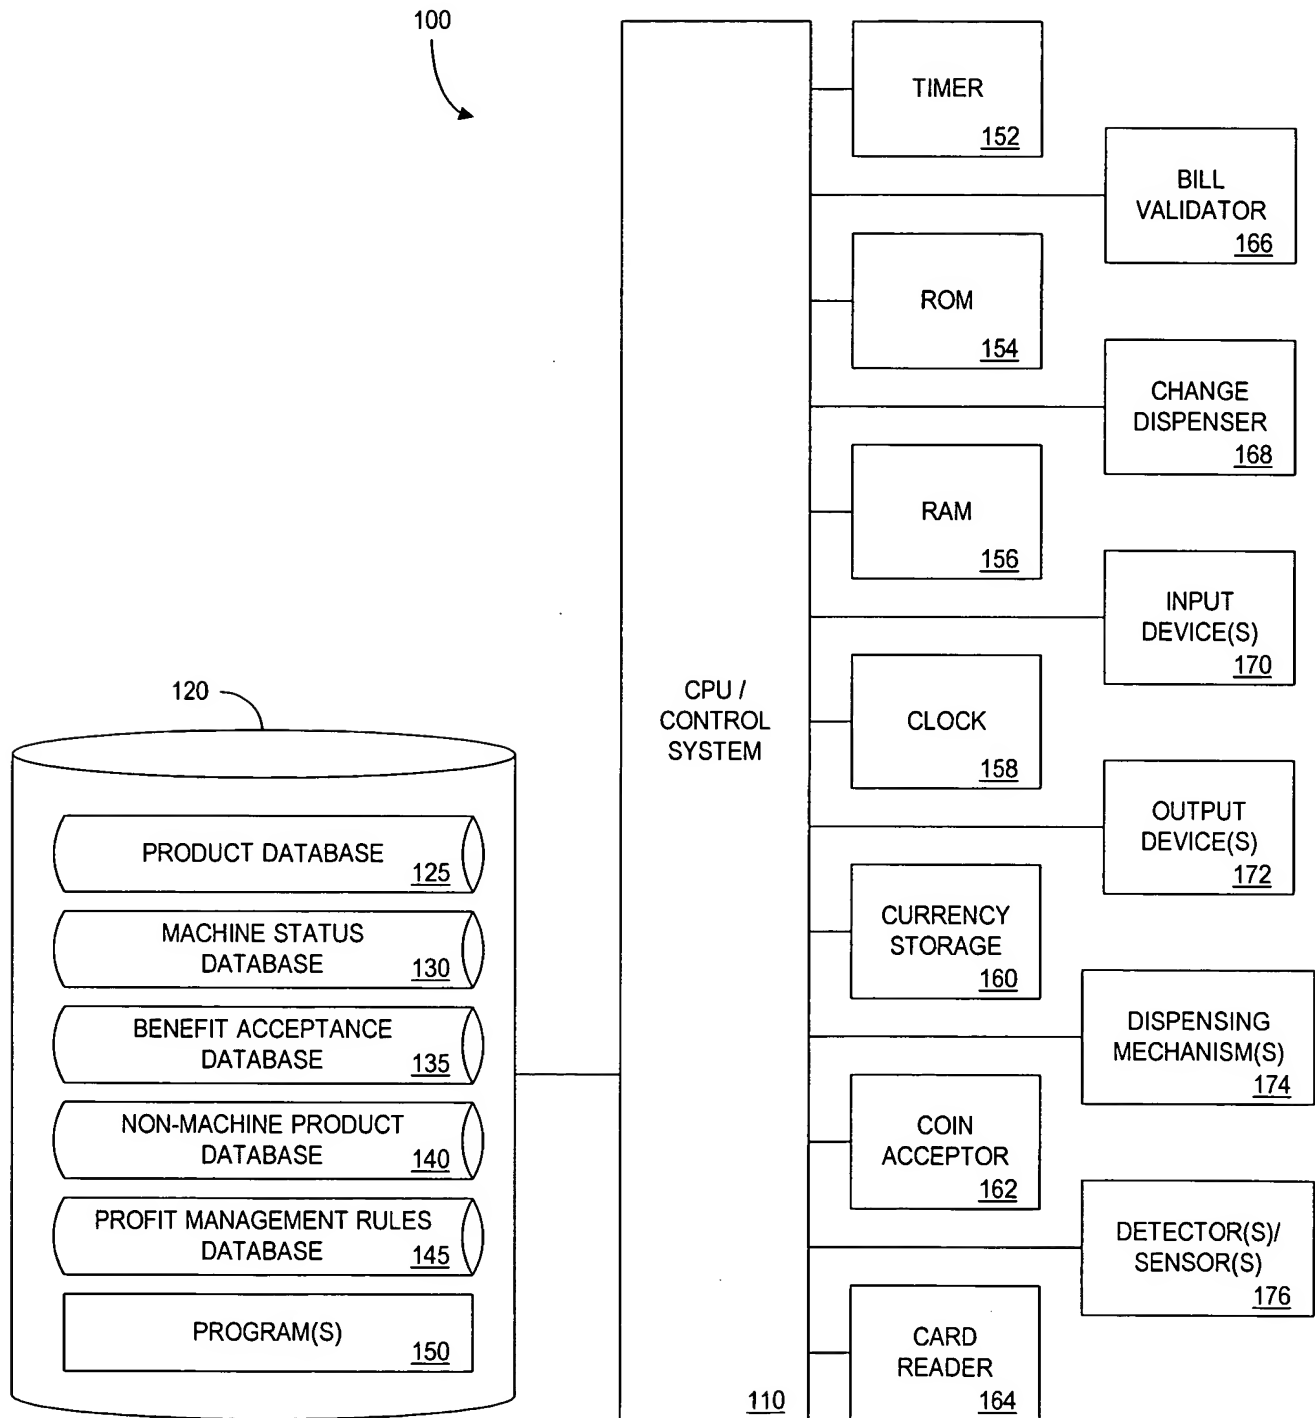 100
120
PRODUCT DATABASE
125
MACHINE STATUS
DATABASE
130
BENEFIT ACCEPTANCE
DATABASE
135
NON-MACHINE PRODUCT
DATABASE
140
PROFIT MANAGEMENT RULES
DATABASE
145
PROGRAM(S)
150
CPU /
CONTROL
SYSTEM
110
TIMER
152
BILL
VALIDATOR
166
ROM
154
CHANGE
DISPENSER
168
RAM
156
INPUT
DEVICE(S)
170
CLOCK
158
OUTPUT
DEVICE(S)
172
CURRENCY
STORAGE
160
DISPENSING
MECHANISM(S)
174
COIN
ACCEPTOR
162
DETECTOR(S)/
SENSOR(S)
176
CARD
READER
164